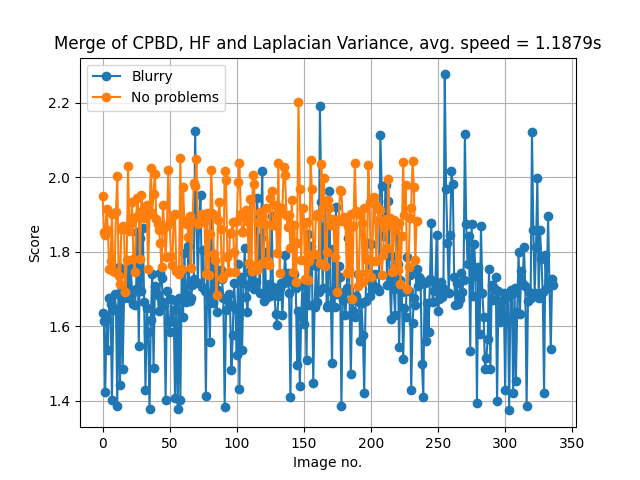 Merge of CPBD, HF and Laplacian Variance, avg. speed = 1.1879s
Blurry
No problems
2.2
2.0
1.8
1.6
1.4
Score
0 50 100 150 200 250 300 350
Image no.